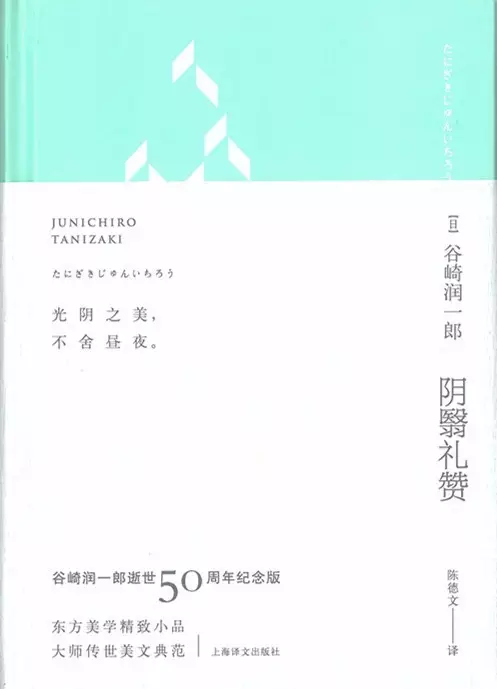 たにざきじゅんいちろう
JUNICHIRO
TANIZAKI
たにざきじゅんいちろう
光阴之美，
不舍昼夜。
[日] 谷崎润一郎
阴翳礼赞
陈德文——译
谷崎润一郎逝世50周年纪念版
东方美学精致小品
大师传世美文典范
上海译文出版社